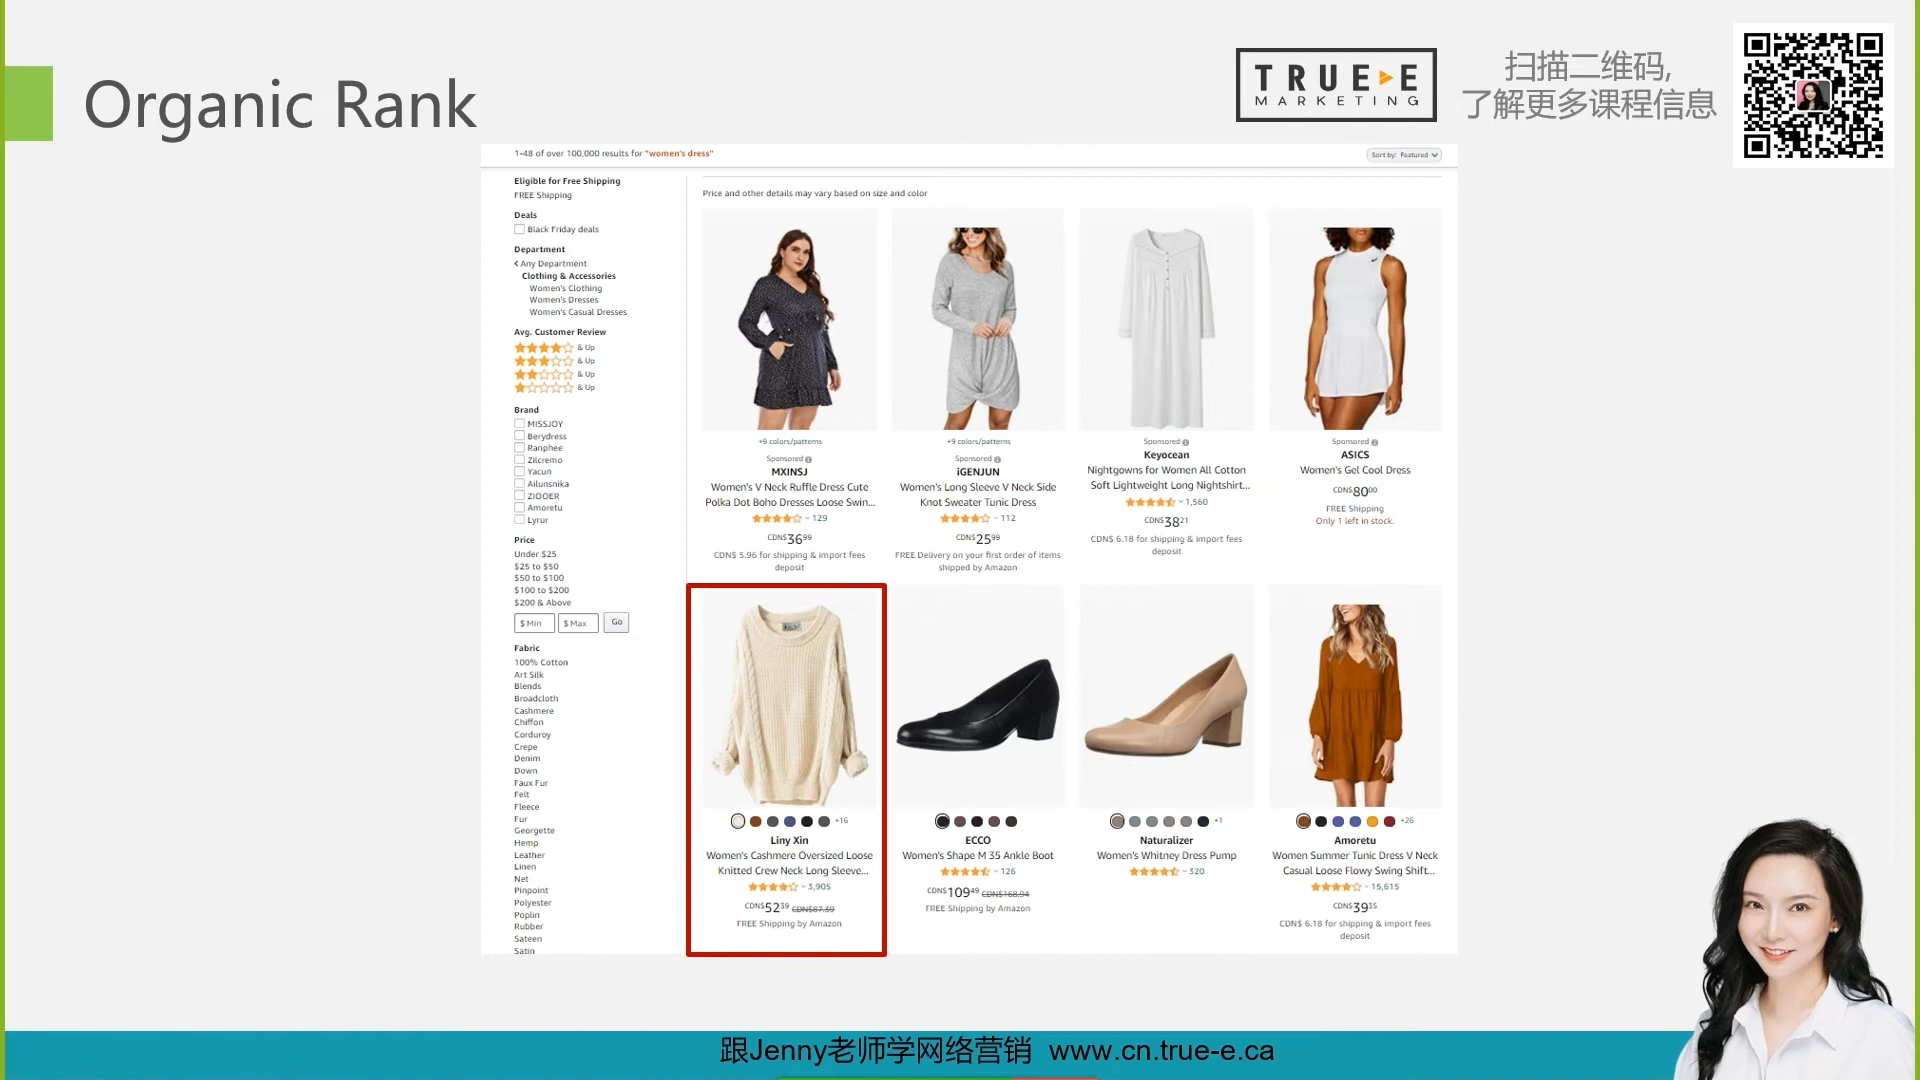 Organic Rank
TRUE E
MARKETING
扫描二维码,
了解更多课程信息
1-48 of over 100,000 results for "women's dress"
Sort by: Featured
Eligible for Free Shipping
FREE Shipping
Deals
Black Friday deals
Department
< Any Department
Clothing & Accessories
Women's Clothing
Women's Dresses
Women's Casual Dresses
Avg. Customer Review
& Up
& Up
& Up
& Up
Brand
MISSJOY
Berydress
Ranphee
Zilcremo
Yacun
Ailunsnika
ZIOOER
Amoretu
Lyrur
Price
Under $25
$25 to $50
$50 to $100
$100 to $200
$200 & Above
$ Min
$ Max
Go
Fabric
100% Cotton
Art Silk
Blends
Broadcloth
Cashmere
Chiffon
Corduroy
Crepe
Denim
Down
Faux Fur
Felt
Fleece
Fur
Georgette
Hemp
Leather
Linen
Net
Pinpoint
Polyester
Poplin
Rubber
Sateen
Satin
Price and other details may vary based on size and color
+9 colors/patterns
Sponsored
MXINSJ
Women's V Neck Ruffle Dress Cute
Polka Dot Boho Dresses Loose Swin...
129
CDN$3699
CDN$ 5.96 for shipping & import fees
deposit
+9 colors/patterns
Sponsored
iGENJUN
Women's Long Sleeve V Neck Side
Knot Sweater Tunic Dress
112
CDN$2599
FREE Delivery on your first order of items
shipped by Amazon
Sponsored
Keyocean
Nightgowns for Women All Cotton
Soft Lightweight Long Nightshirt...
1,560
CDN$3821
CDN$ 6.18 for shipping & import fees
deposit
Sponsored
ASICS
Women's Gel Cool Dress
CDN$8000
FREE Shipping
Only 1 left in stock.
+16
Liny Xin
Women's Cashmere Oversized Loose
Knitted Crew Neck Long Sleeve...
3,905
CDN$5239 CDN$87.39
FREE Shipping by Amazon
ECCO
Women's Shape M 35 Ankle Boot
126
CDN$10949 CDN$168.94
FREE Shipping by Amazon
+1
Naturalizer
Women's Whitney Dress Pump
320
+26
Amoretu
Women Summer Tunic Dress V Neck
Casual Loose Flowy Swing Shift...
15,615
CDN$3935
CDN$ 6.18 for shipping & import fees
deposit
跟Jenny老师学网络营销 www.cn.true-e.ca